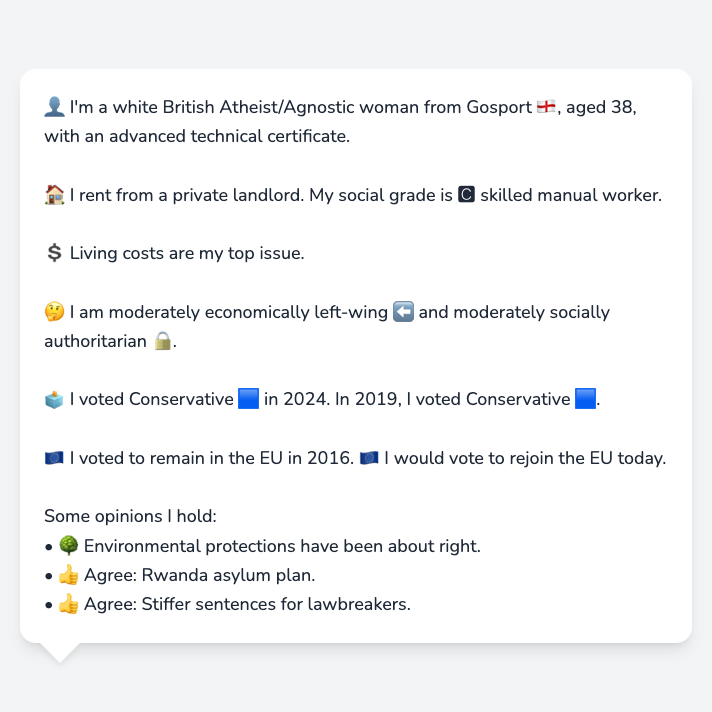 👤 I'm a white British Atheist/Agnostic woman from Gosport 🏴󠁧󠁢󠁥󠁮󠁧󠁿, aged 38,
with an advanced technical certificate.
🏠 I rent from a private landlord. My social grade is 🅲 skilled manual worker.
💲 Living costs are my top issue.
🤔 I am moderately economically left-wing ⬅️ and moderately socially
authoritarian 🔒.
🗳️ I voted Conservative 🟦 in 2024. In 2019, I voted Conservative 🟦.
🇪🇺 I voted to remain in the EU in 2016. 🇪🇺 I would vote to rejoin the EU today.
Some opinions I hold:
• 🌳 Environmental protections have been about right.
• 👍 Agree: Rwanda asylum plan.
• 👍 Agree: Stiffer sentences for lawbreakers.